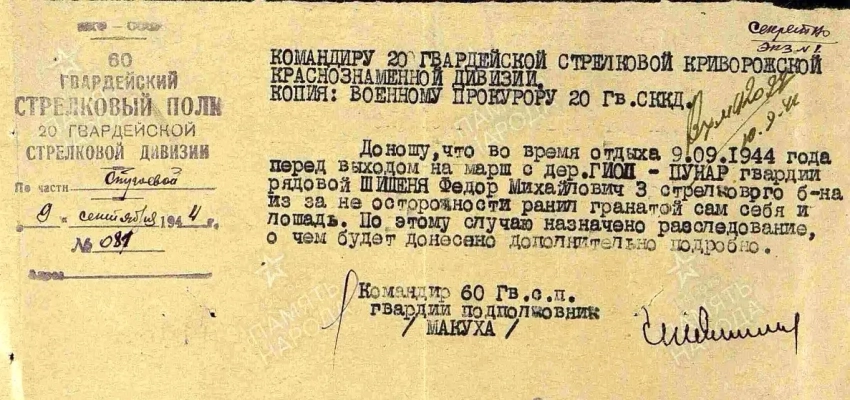 НКО - СССР
60
ГВАРДЕЙСКИЙ
СТРЕЛКОВЫЙ ПОЛК
20 ГВАРДЕЙСКОЙ
СТРЕЛКОВОЙ ДИВИЗИИ
По части
9 " сентября 1944 г.
№ 081
Адрес
Секретно
Экз. № 1.
КОМАНДИРУ 20 ГВАРДЕЙСКОЙ СТРЕЛКОВОЙ КРИВОРОЖСКОЙ
КРАСНОЗНАМЕННОЙ ДИВИЗИИ.
КОПИЯ: ВОЕННОМУ ПРОКУРОРУ 20 Гв.СККД.
10.9.44
Доношу, что во время отдыха 9.09.1944 года
перед выходом на марш с дер.ГИОЛ - ПУНАР гвардии
рядовой ШИШЕНЯ Федор Михайлович 3 стрелкового б-на
из за не осторожности ранил гранатой сам себя и
лошадь. По этому случаю назначено расследование,
о чем будет донесено дополнительно подробно.
Командир 60 Гв.с.п.
гвардии подполковник
/ МАКУХА /
ПАМЯТЬ
НАРОДА